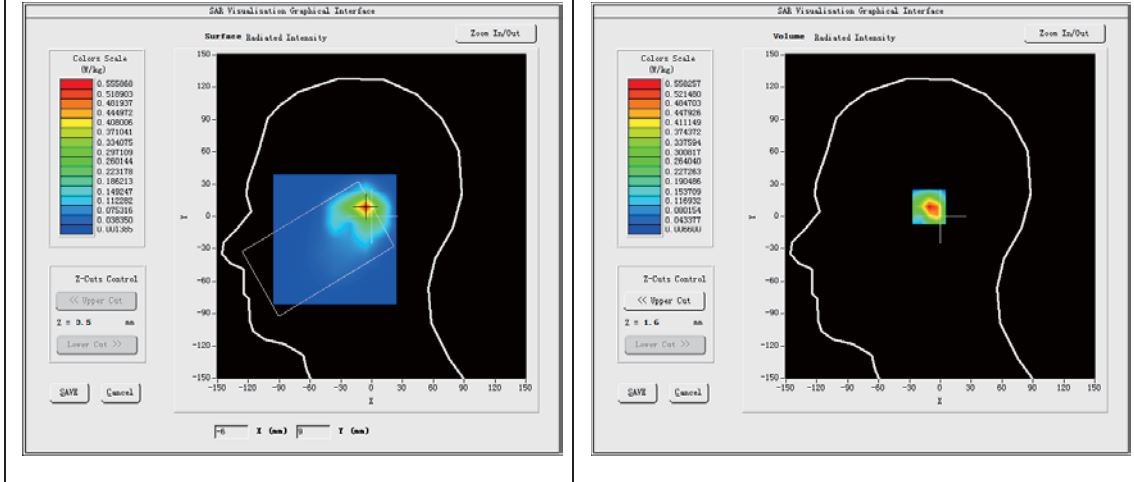 SAR Visualisation Graphical Interface
Surface Radiated Intensity
Zoom In/Out
Colors Scale
(W/kg)
0.555868
0.518903
0.481937
0.444972
0.408006
0.371041
0.334075
0.297109
0.260144
0.223178
0.186213
0.149247
0.112282
0.075316
0.038350
0.001385
150
120
90
60
30
0
-30
-60
-90
-120
-150
Y
-150 -120 -90 -60 -30 0 30 60 90 120 150
X
Z-Cuts Control
<< Upper Cut
Z = 3.5 mm
Lower Cut >>
SAVE Cancel
-6 X (mm) 9 Y (mm)
SAR Visualisation Graphical Interface
Volume Radiated Intensity
Zoom In/Out
Colors Scale
(W/kg)
0.558257
0.521480
0.484703
0.447926
0.411149
0.374372
0.337594
0.300817
0.264040
0.227263
0.190486
0.153709
0.116932
0.080154
0.043377
0.006600
150
120
90
60
30
0
-30
-60
-90
-120
-150
Y
-150 -120 -90 -60 -30 0 30 60 90 120 150
X
Z-Cuts Control
<< Upper Cut
Z = 1.6 mm
Lower Cut >>
SAVE Cancel